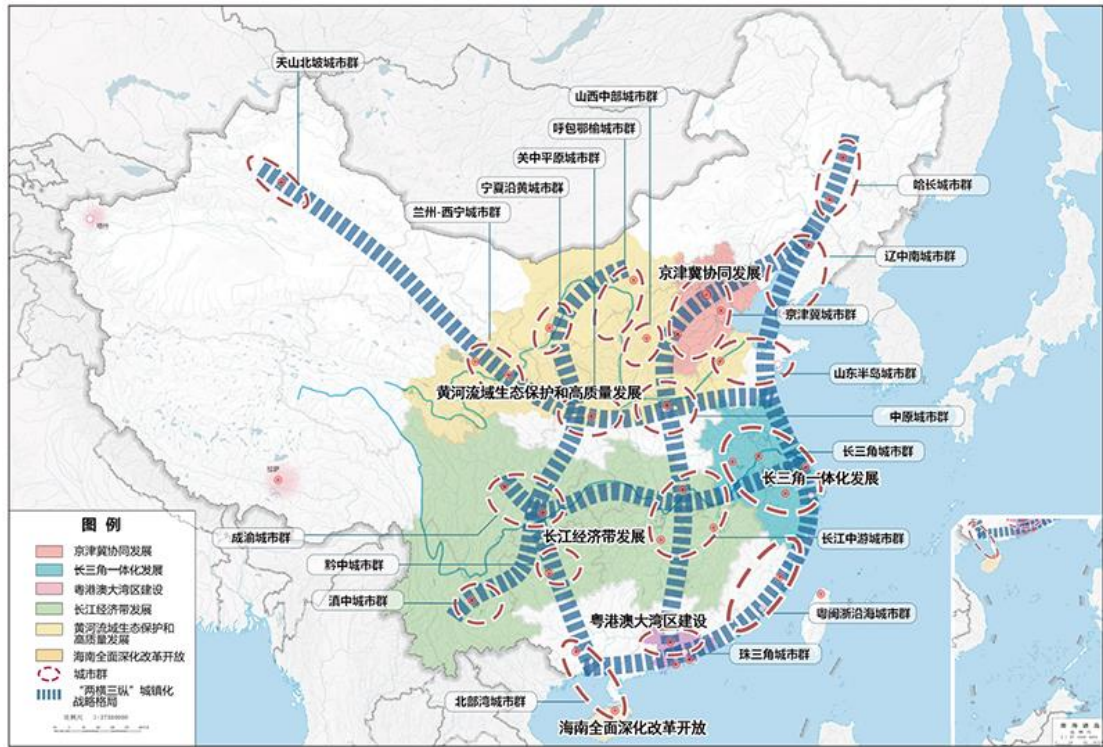 天山北坡城市群
山西中部城市群
呼包鄂榆城市群
关中平原城市群
宁夏沿黄城市群
兰州-西宁城市群
哈长城市群
辽中南城市群
京津冀协同发展
京津冀城市群
山东半岛城市群
黄河流域生态保护和高质量发展
中原城市群
长三角城市群
长三角一体化发展
成渝城市群
长江经济带发展
长江中游城市群
黔中城市群
滇中城市群
粤港澳大湾区建设
粤闽浙沿海城市群
珠三角城市群
北部湾城市群
海南全面深化改革开放
喀什
拉萨
图 例
京津冀协同发展
长三角一体化发展
粤港澳大湾区建设
长江经济带发展
黄河流域生态保护和
高质量发展
海南全面深化改革开放
城市群
“两横三纵”城镇化
战略格局